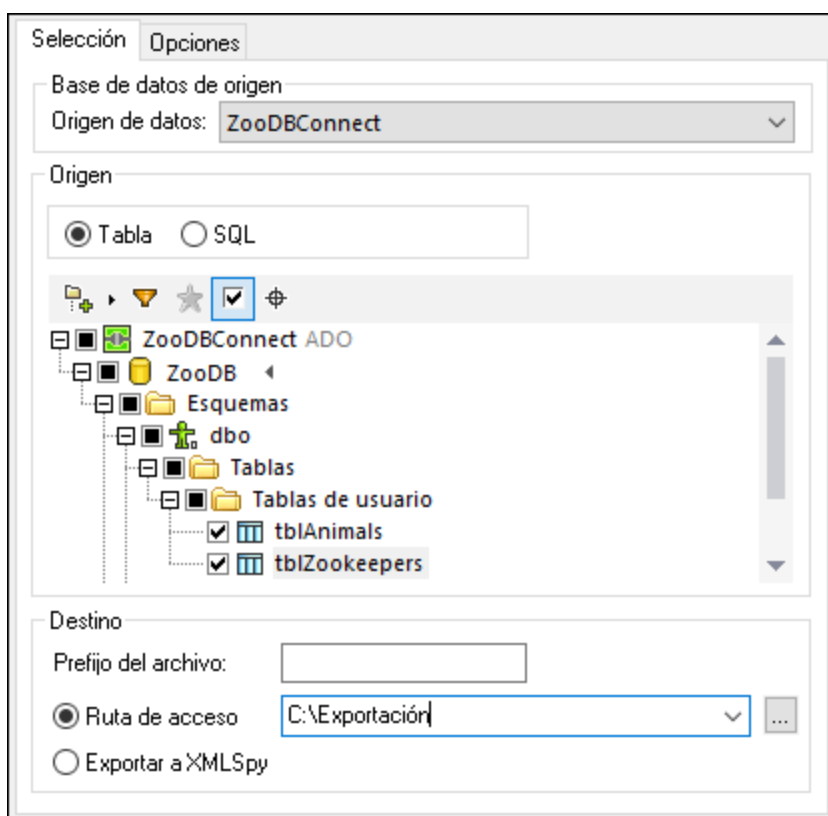 Selección Opciones
Base de datos de origen
Origen de datos: ZooDBConnect
Origen
Tabla SQL
ZooDBConnect ADO
ZooDB
Esquemas
dbo
Tablas
Tablas de usuario
tblAnimals
tblZookeepers
Destino
Prefijo del archivo:
Ruta de acceso C:\Exportación ...
Exportar a XMLSpy